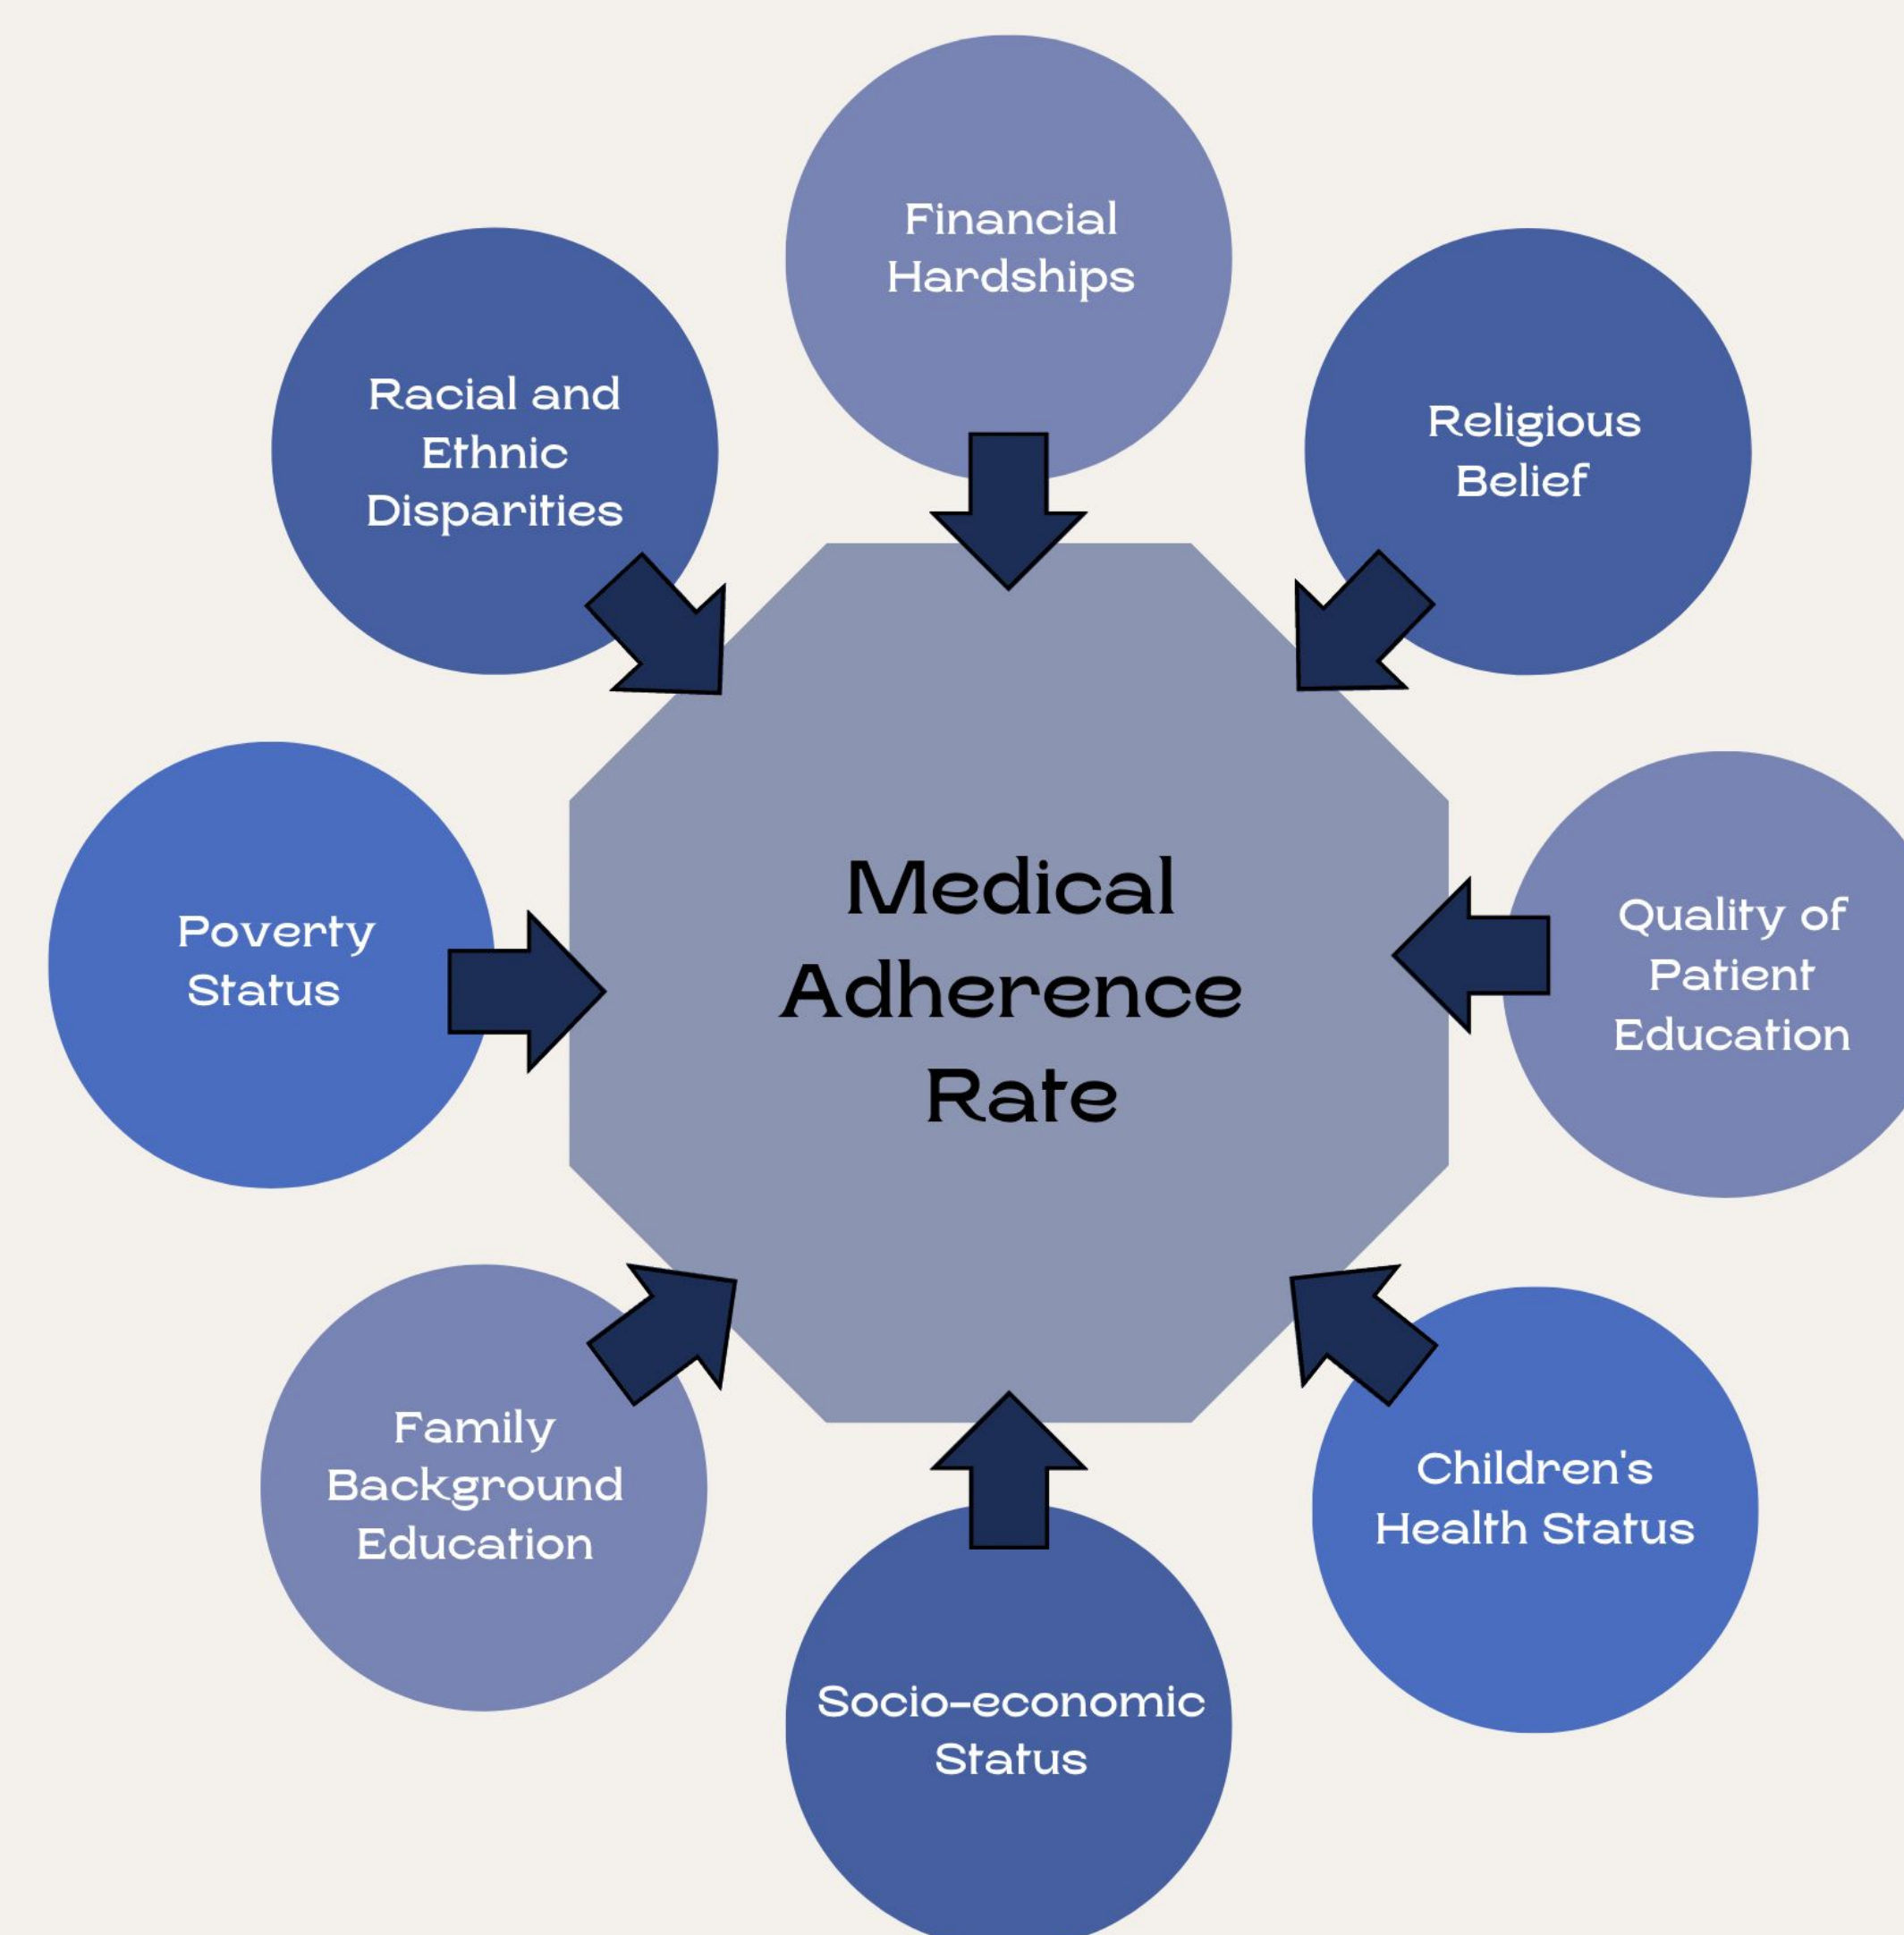 Financial
Hardships
Racial and
Ethnic
Disparities
Religious
Belief
Poverty
Status
Medical
Adherence
Rate
Quality of
Patient
Education
Family
Background
Education
Children's
Health Status
Socio-economic
Status